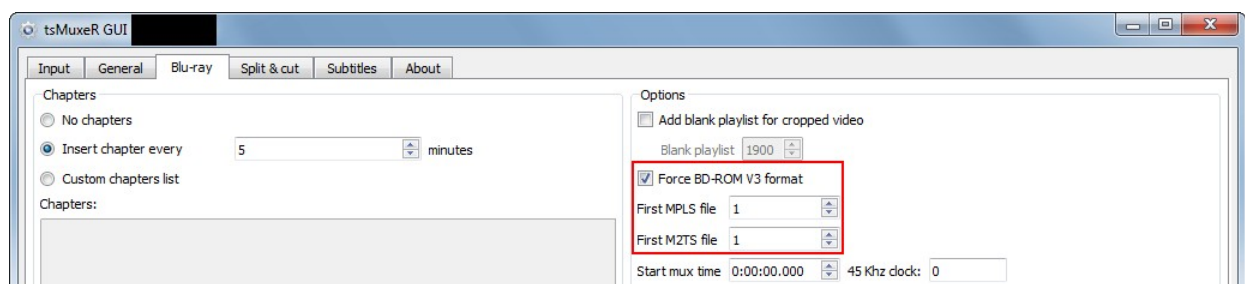 tsMuxeR GUI
Input General Blu-ray Split & cut Subtitles About
Chapters
No chapters
Insert chapter every 5 minutes
Custom chapters list
Chapters:
Options
Add blank playlist for cropped video
Blank playlist 1900
Force BD-ROM V3 format
First MPLS file 1
First M2TS file 1
Start mux time 0:00:00.000 45 Khz clock: 0